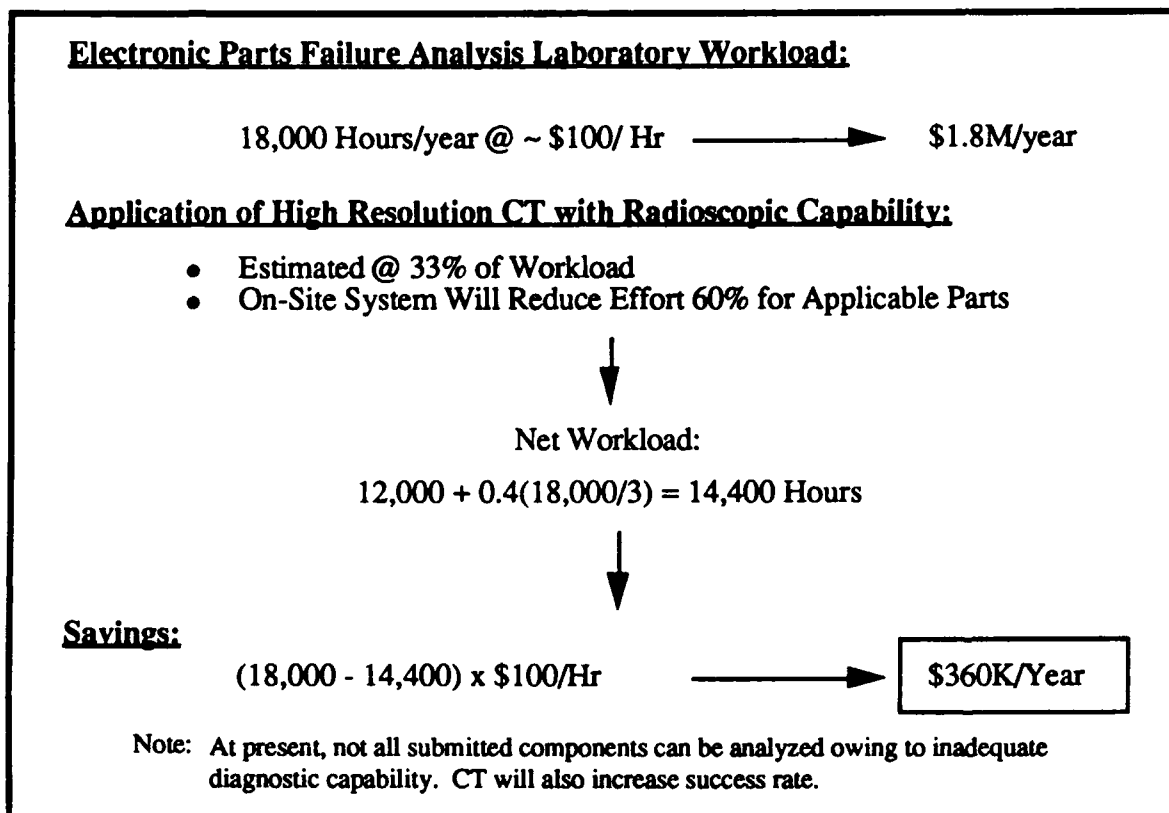 Electronic Parts Failure Analysis Laboratory Workload:
18,000 Hours/year @ ~ $100/ Hr $1.8M/year
Application of High Resolution CT with Radioscopic Capability:
• Estimated @ 33% of Workload
• On-Site System Will Reduce Effort 60% for Applicable Parts
Net Workload:
12,000 + 0.4(18,000/3) = 14,400 Hours
Savings:
(18,000 - 14,400) x $100/Hr $360K/Year
Note: At present, not all submitted components can be analyzed owing to inadequate
diagnostic capability. CT will also increase success rate.